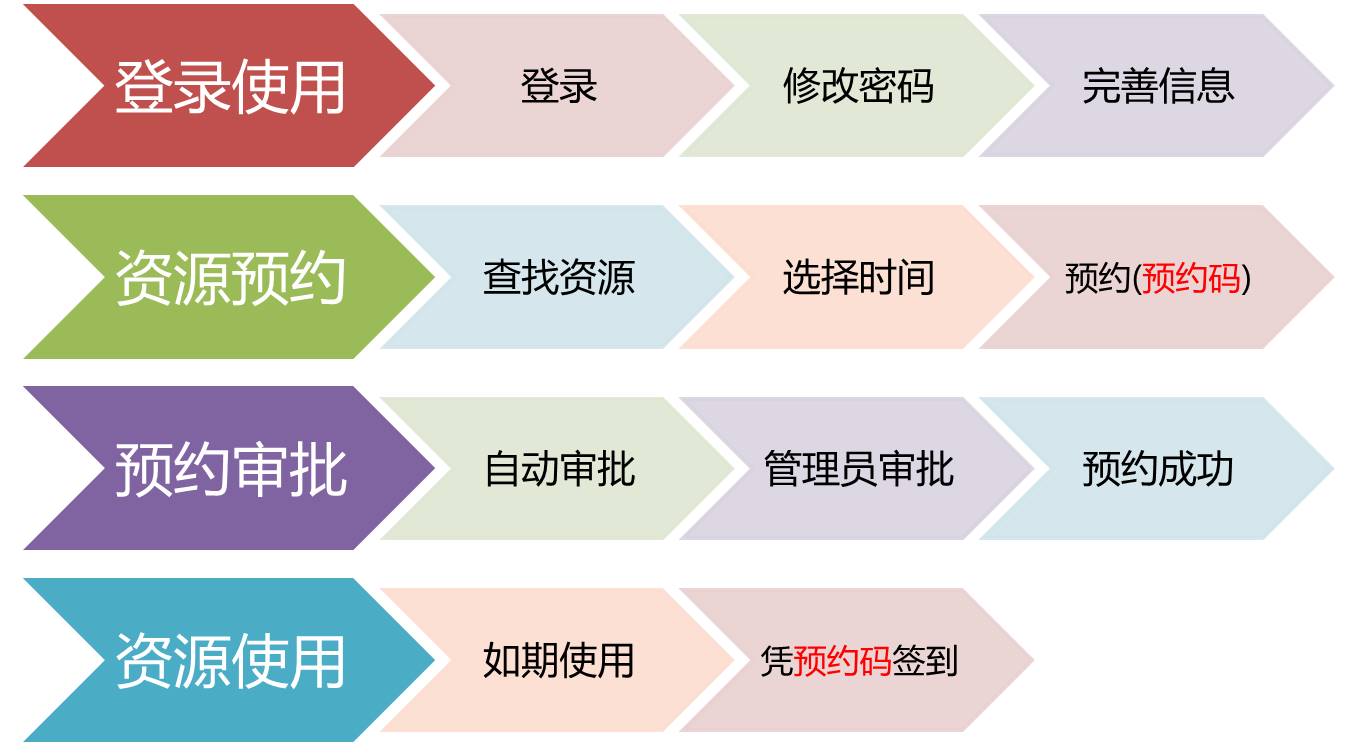 登录使用
登录
修改密码
完善信息
资源预约
查找资源
选择时间
预约(预约码)
预约审批
自动审批
管理员审批
预约成功
资源使用
如期使用
凭预约码签到